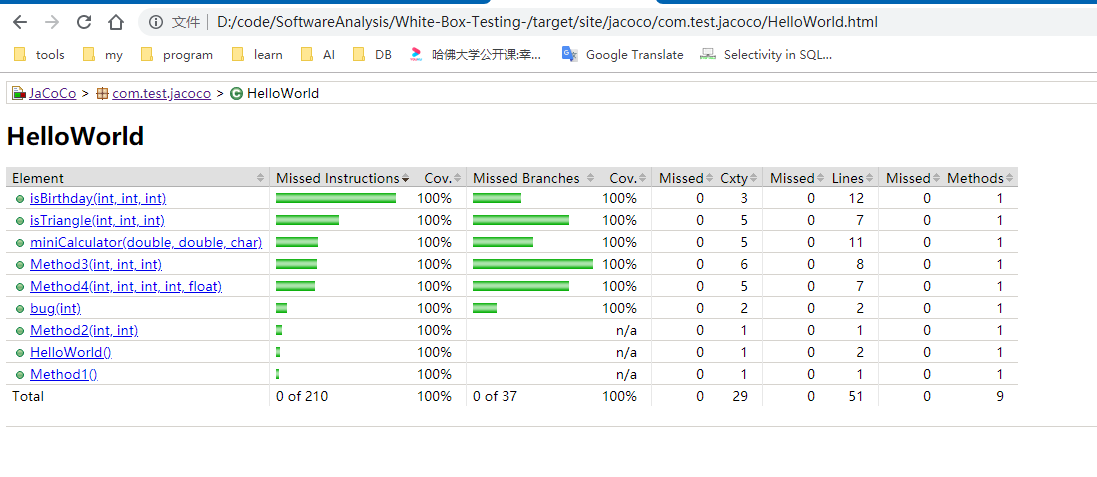 文件 D:/code/SoftwareAnalysis/White-Box-Testing-/target/site/jacoco/com.test.jacoco/HelloWorld.html
tools my program learn AI DB 哈佛大学公开课:幸... Google Translate Selectivity in SQL...
JaCoCo > com.test.jacoco > HelloWorld
HelloWorld
Element Missed Instructions Cov. Missed Branches Cov. Missed Cxty Missed Lines Missed Methods
isBirthday(int, int, int) 100% 100% 0 3 0 12 0 1
isTriangle(int, int, int) 100% 100% 0 5 0 7 0 1
miniCalculator(double, double, char) 100% 100% 0 5 0 11 0 1
Method3(int, int, int) 100% 100% 0 6 0 8 0 1
Method4(int, int, int, int, float) 100% 100% 0 5 0 7 0 1
bug(int) 100% 100% 0 2 0 2 0 1
Method2(int, int) 100% n/a 0 1 0 1 0 1
HelloWorld() 100% n/a 0 1 0 2 0 1
Method1() 100% n/a 0 1 0 1 0 1
Total 0 of 210 100% 0 of 37 100% 0 29 0 51 0 9